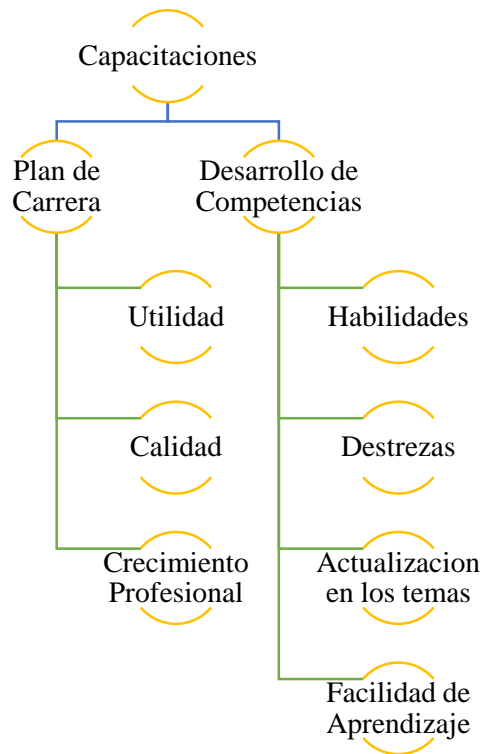 Capacitaciones
Plan de
Carrera
Desarrollo de
Competencias
Utilidad
Calidad
Crecimiento
Profesional
Habilidades
Destrezas
Actualizacion
en los temas
Facilidad de
Aprendizaje